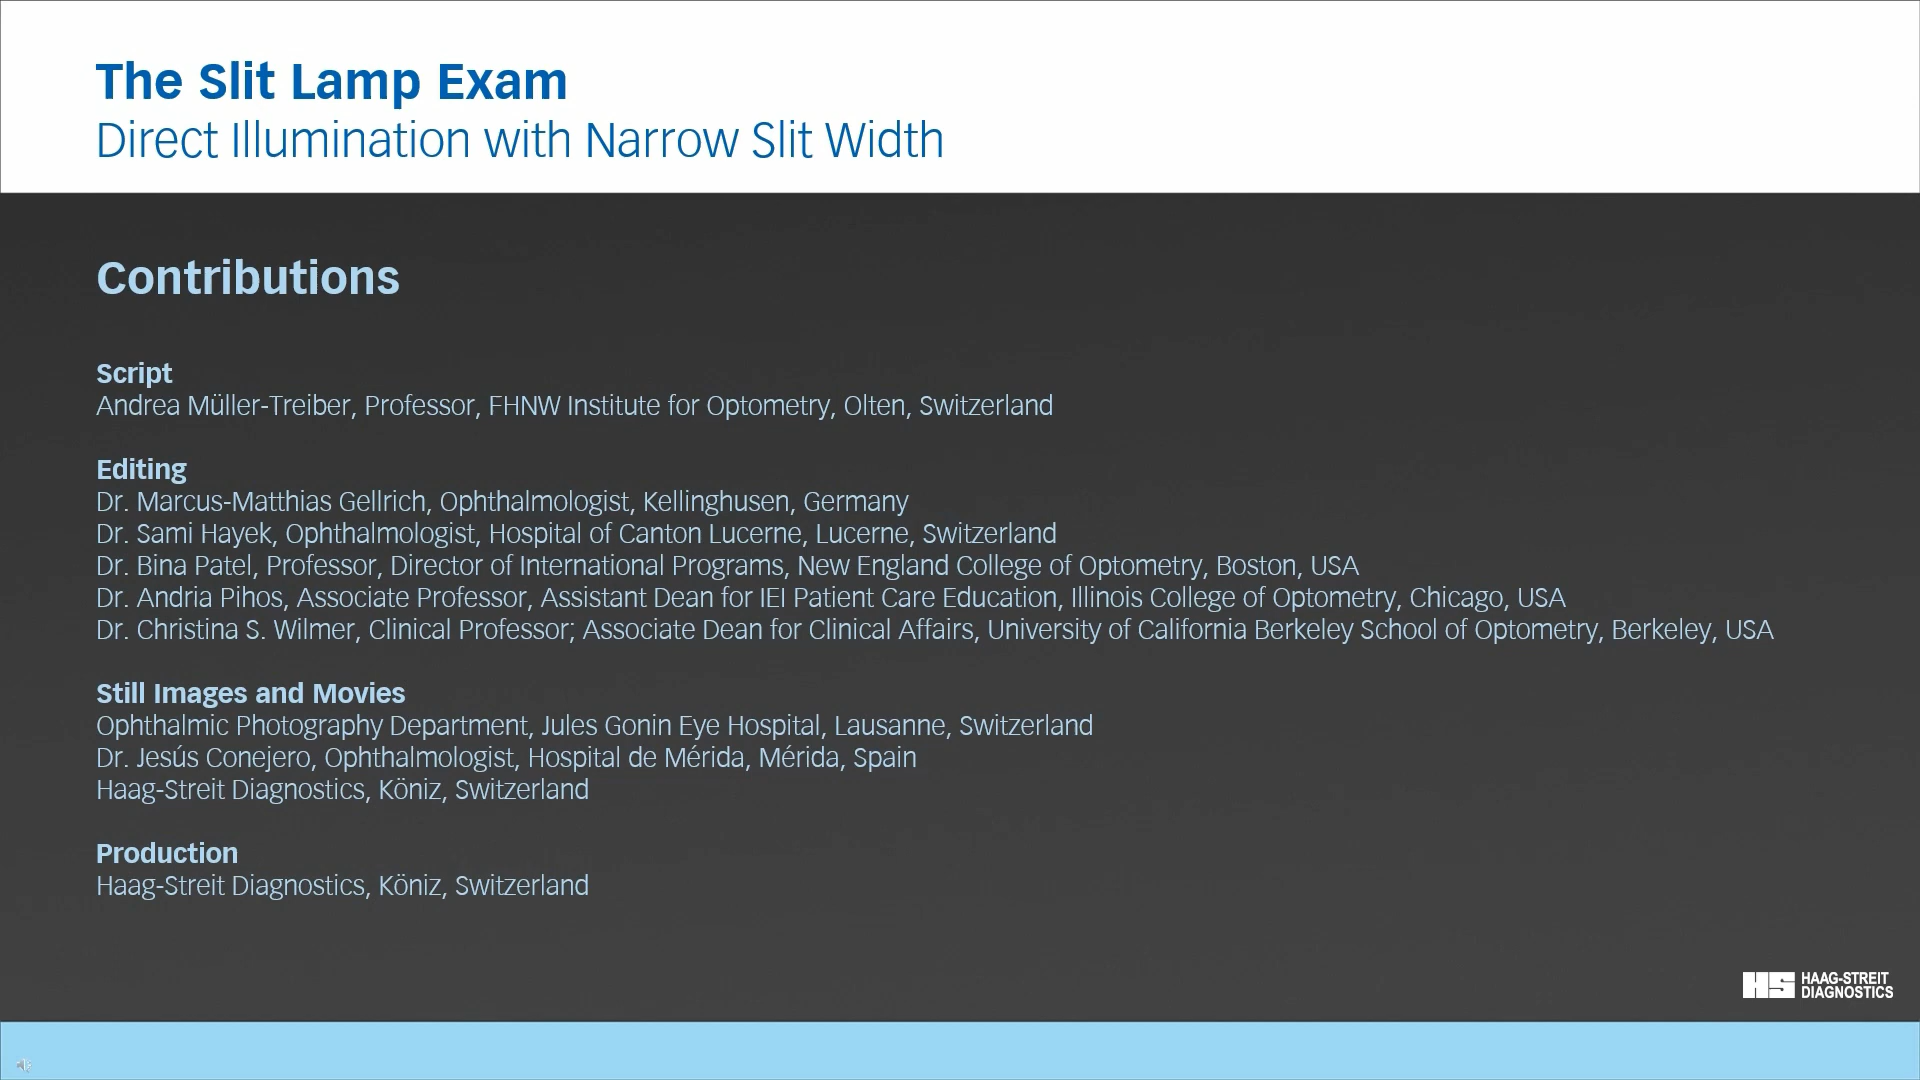 The Slit Lamp Exam
Direct Illumination with Narrow Slit Width
Contributions
Script
Andrea Müller-Treiber, Professor, FHNW Institute for Optometry, Olten, Switzerland
Editing
Dr. Marcus-Matthias Gellrich, Ophthalmologist, Kellinghusen, Germany
Dr. Sami Hayek, Ophthalmologist, Hospital of Canton Lucerne, Lucerne, Switzerland
Dr. Bina Patel, Professor, Director of International Programs, New England College of Optometry, Boston, USA
Dr. Andria Pihos, Associate Professor, Assistant Dean for IEI Patient Care Education, Illinois College of Optometry, Chicago, USA
Dr. Christina S. Wilmer, Clinical Professor; Associate Dean for Clinical Affairs, University of California Berkeley School of Optometry, Berkeley, USA
Still Images and Movies
Ophthalmic Photography Department, Jules Gonin Eye Hospital, Lausanne, Switzerland
Dr. Jesús Conejero, Ophthalmologist, Hospital de Mérida, Mérida, Spain
Haag-Streit Diagnostics, Köniz, Switzerland
Production
Haag-Streit Diagnostics, Köniz, Switzerland
HS HAAG-STREIT
DIAGNOSTICS